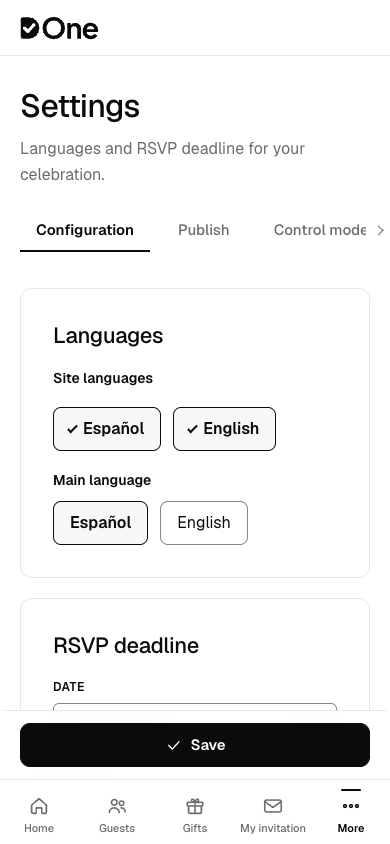 DOne
Settings
Languages and RSVP deadline for your
celebration.
Configuration
Publish
Control mode
Languages
Site languages
Español
English
Main language
Español
English
RSVP deadline
DATE
Save
Home
Guests
Gifts
My invitation
More